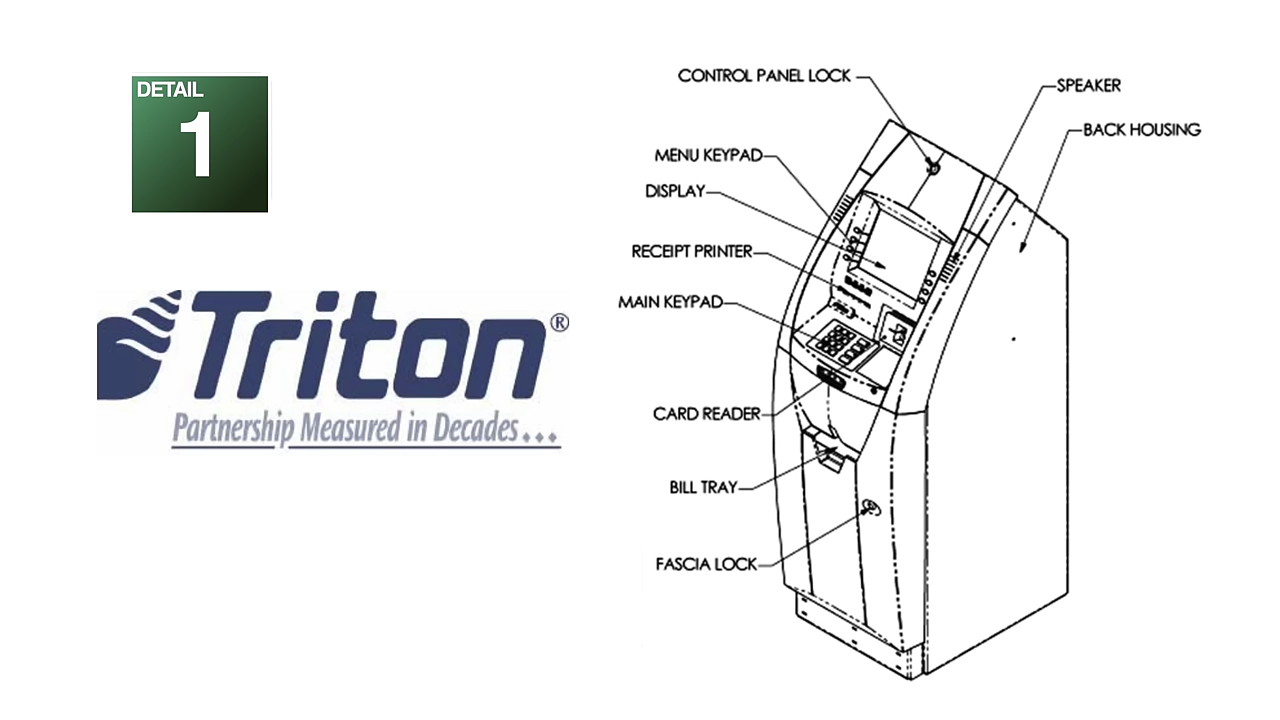 DETAIL
1
Triton®
Partnership Measured in Decades...
CONTROL PANEL LOCK
SPEAKER
BACK HOUSING
MENU KEYPAD
DISPLAY
RECEIPT PRINTER
MAIN KEYPAD
CARD READER
BILL TRAY
FASCIA LOCK